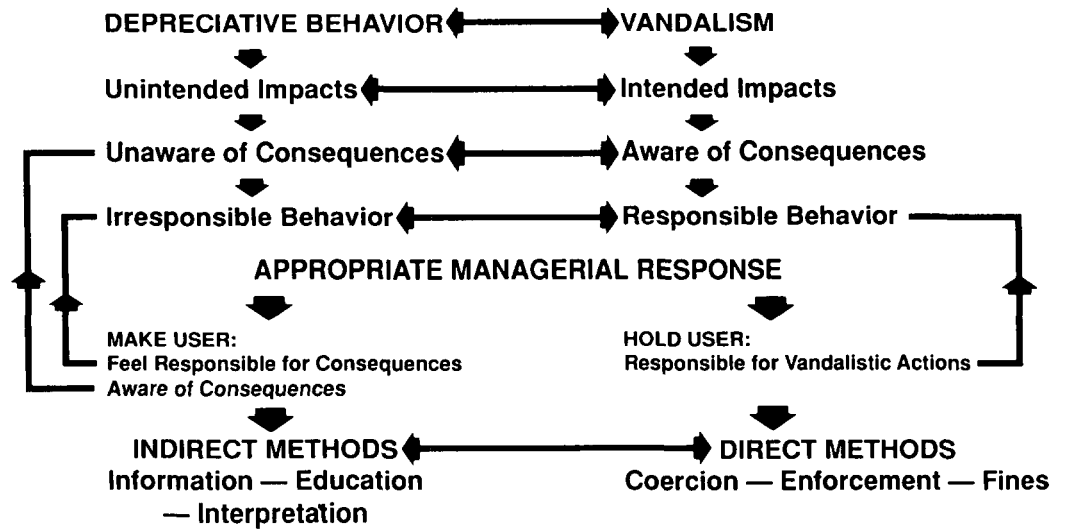 DEPRECIATIVE BEHAVIOR VANDALISM
Unintended Impacts Intended Impacts
Unaware of Consequences Aware of Consequences
Irresponsible Behavior Responsible Behavior
APPROPRIATE MANAGERIAL RESPONSE
MAKE USER:
Feel Responsible for Consequences
Aware of Consequences
HOLD USER:
Responsible for Vandalistic Actions
INDIRECT METHODS
Information — Education
— Interpretation
DIRECT METHODS
Coercion — Enforcement — Fines